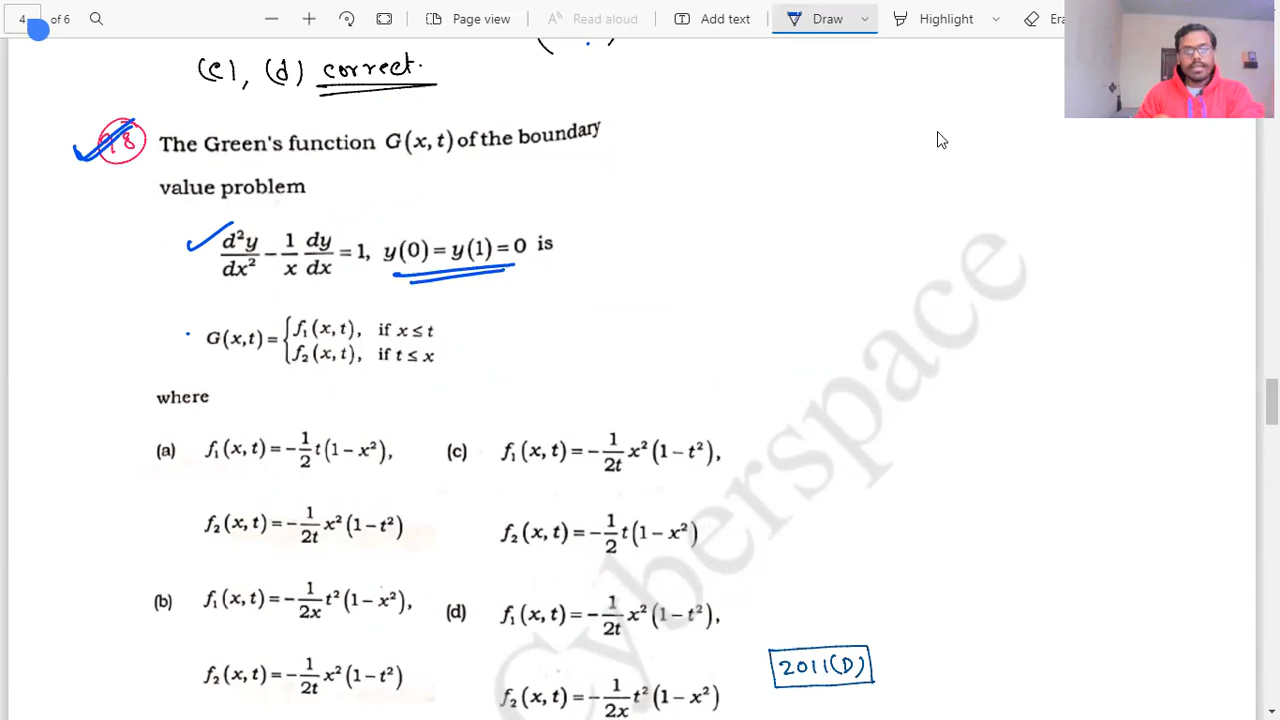 4 of 6 Page view Read aloud Add text Draw Highlight
(c), (d) correct.
98 The Green's function G(x, t) of the boundary
value problem
d²y/dx² − 1/x dy/dx = 1, y(0) = y(1) = 0 is
G(x,t) = { f₁(x, t), if x ≤ t
f₂(x, t), if t ≤ x
where
(a) f₁(x, t) = −1/2 t(1 − x²),
f₂(x, t) = −1/2t x²(1 − t²)
(b) f₁(x, t) = −1/2x t²(1 − x²),
f₂(x, t) = −1/2t x²(1 − t²)
(c) f₁(x, t) = −1/2t x²(1 − t²),
f₂(x, t) = −1/2 t(1 − x²)
(d) f₁(x, t) = −1/2t x²(1 − t²),
f₂(x, t) = −1/2x t²(1 − x²)
2011(D)
Cyberspace